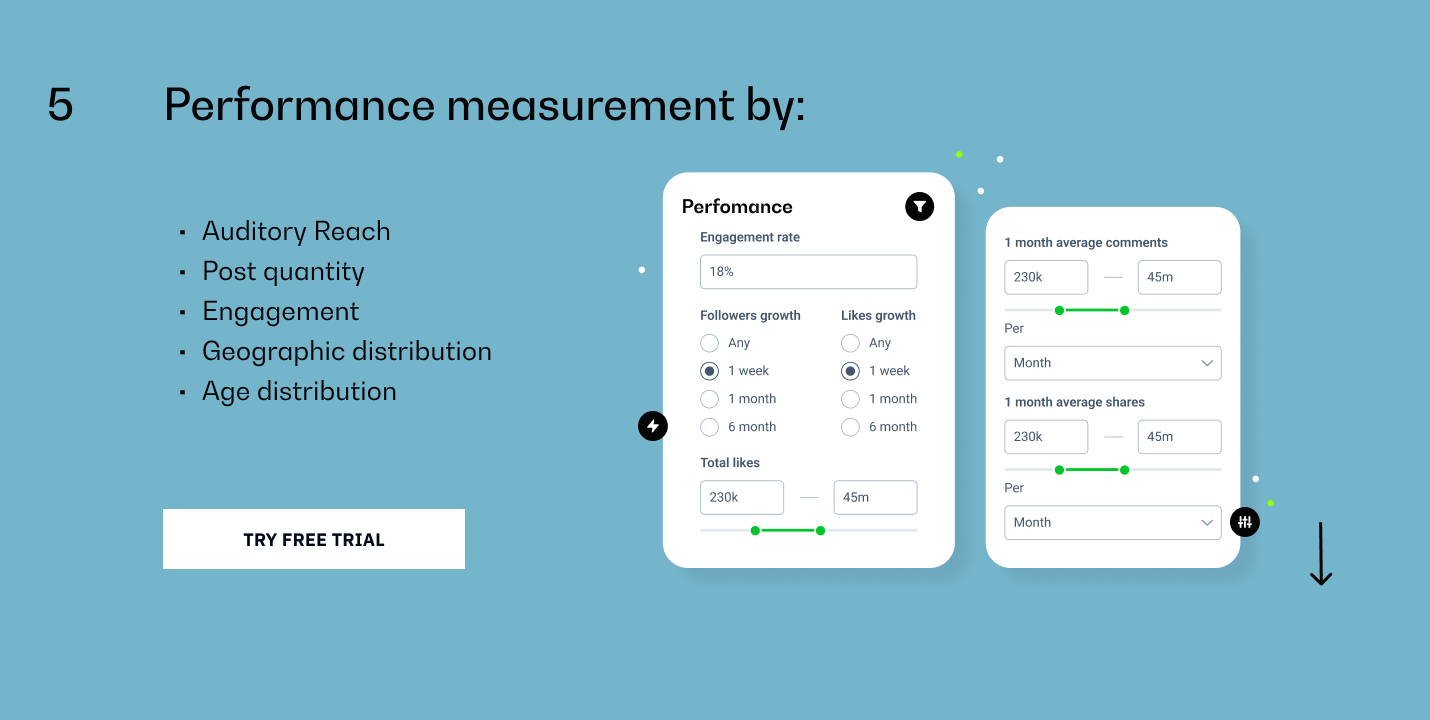 5
Performance measurement by:
· Auditory Reach
· Post quantity
· Engagement
· Geographic distribution
· Age distribution
TRY FREE TRIAL
Perfomance
Engagement rate
18%
Followers growth Likes growth
Any Any
1 week 1 week
1 month 1 month
6 month 6 month
Total likes
230k — 45m
1 month average comments
230k — 45m
Per
Month
1 month average shares
230k — 45m
Per
Month